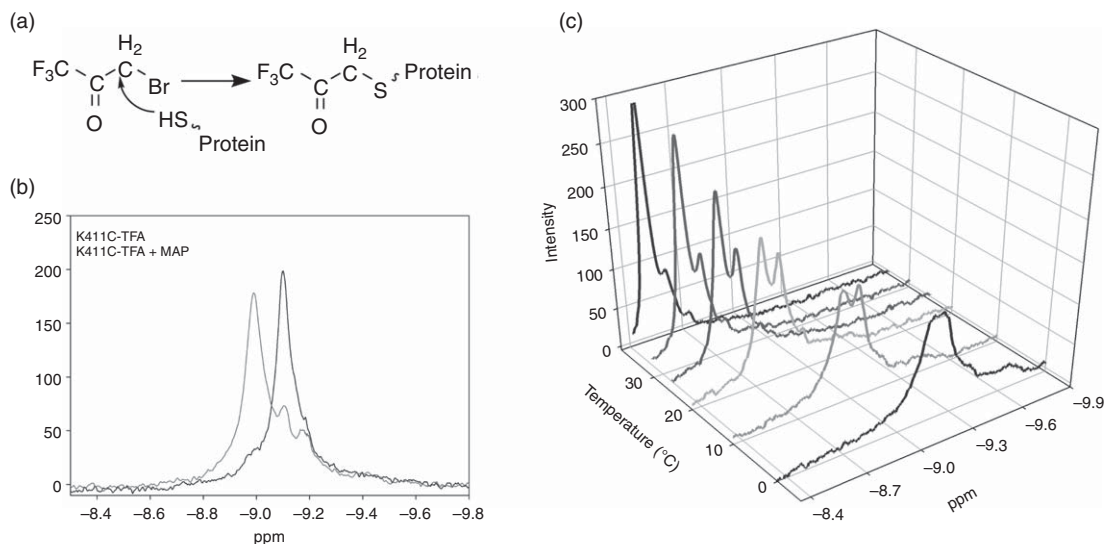 (a)
H2
F3C
C
C
Br
O
HS
Protein
H2
F3C
C
C
S
Protein
O
(b)
250
200
150
100
50
0
K411C-TFA
K411C-TFA + MAP
−8.4
−8.6
−8.8
−9.0
−9.2
−9.4
−9.6
−9.8
ppm
(c)
300
250
200
150
100
50
0
Intensity
30
20
10
0
Temperature (°C)
−8.4
−8.7
−9.0
−9.3
−9.6
−9.9
ppm